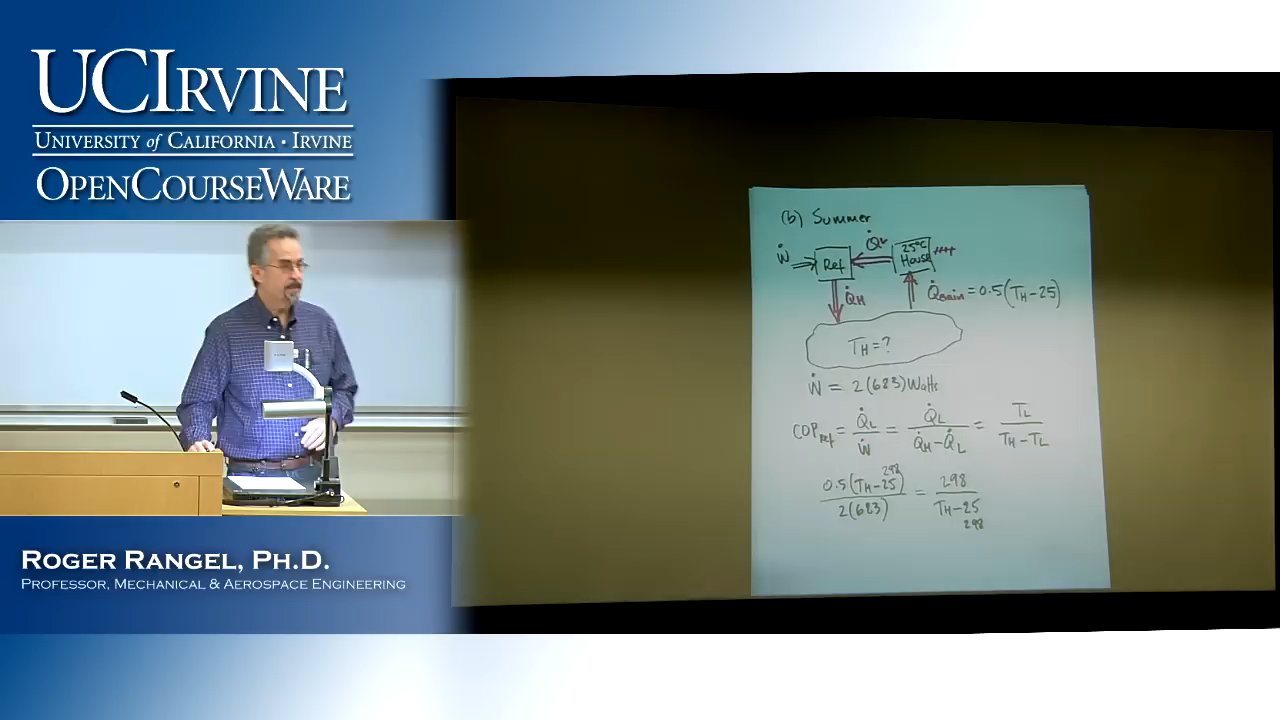 UCIRVINE
UNIVERSITY of CALIFORNIA • IRVINE
OPENCOURSEWARE
ROGER RANGEL, PH.D.
PROFESSOR, MECHANICAL & AEROSPACE ENGINEERING
(b) Summer
Ẇ Ref Q̇L 25°C House
Q̇H Q̇gain = 0.5(TH-25)
TH = ?
Ẇ = 2(683) Watts
COP Ref = Q̇L / Ẇ = Q̇L / (Q̇H - Q̇L) = TL / (TH - TL)
0.5(TH-25) 298 / 2(683) = 298 / (TH-25) 298